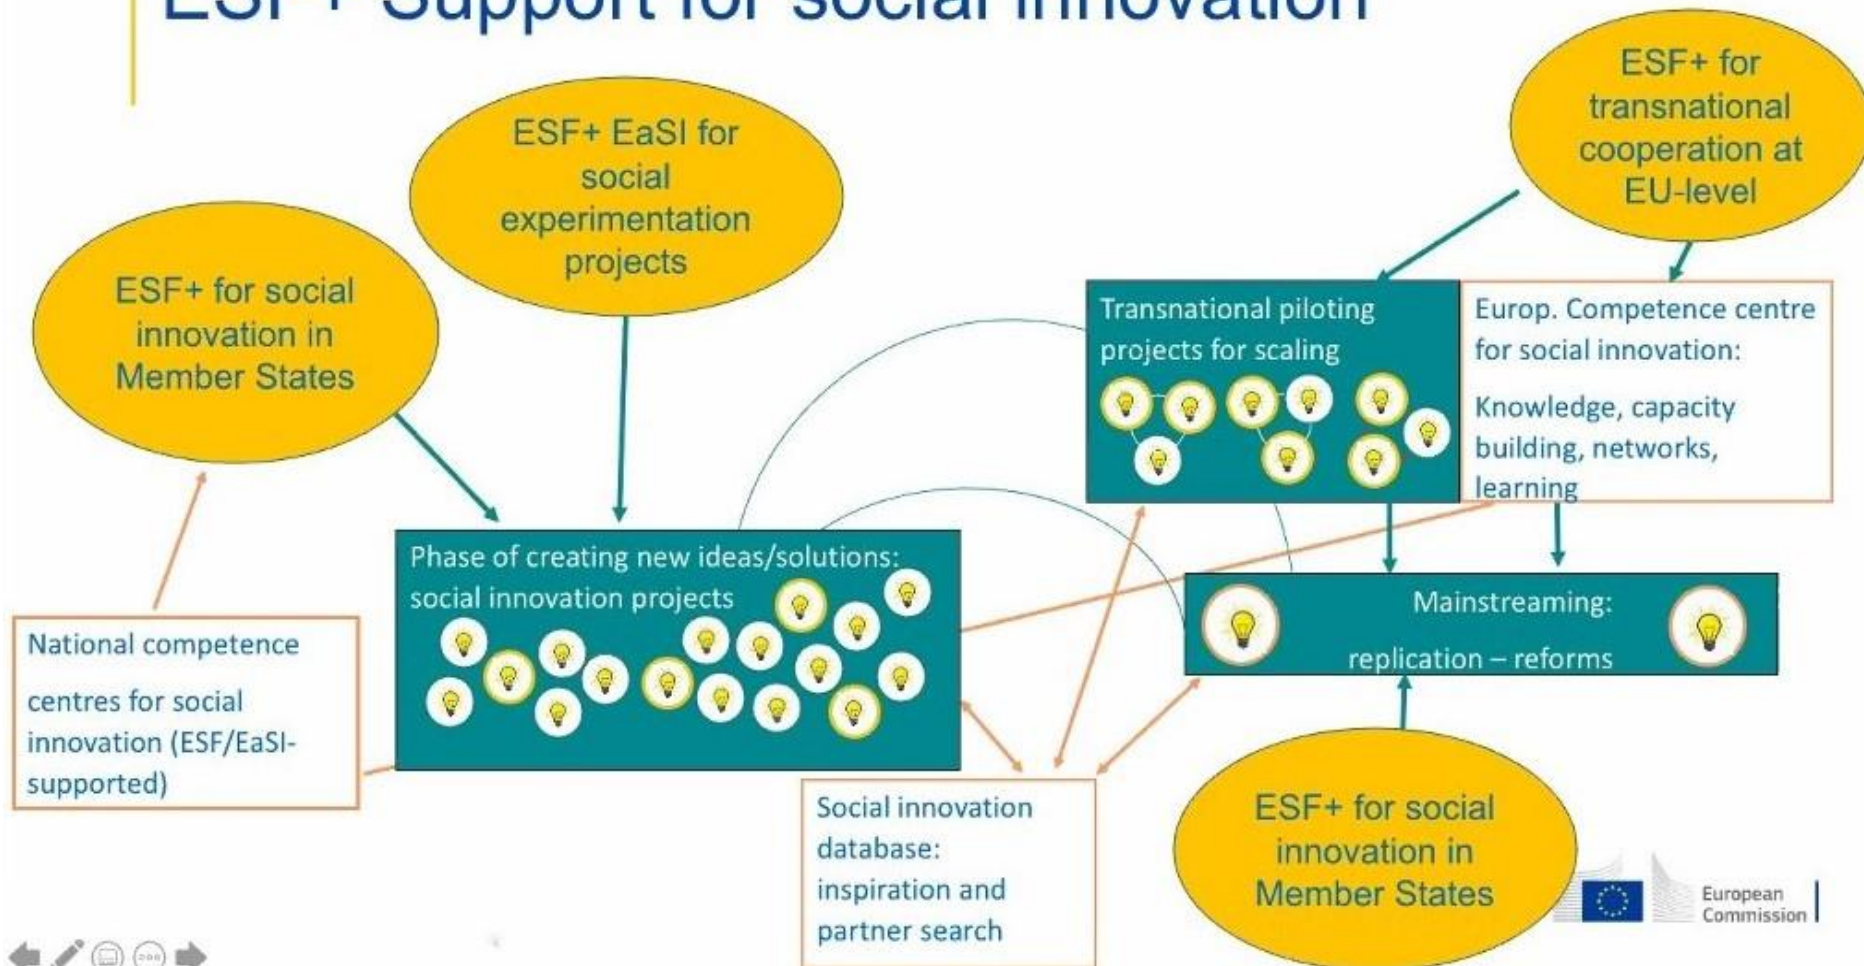 ESF+ Support for social innovation
ESF+ for
transnational
cooperation at
EU-level
ESF+ EaSI for
social
experimentation
projects
ESF+ for social
innovation in
Member States
Transnational piloting
projects for scaling
Europ. Competence centre
for social innovation:
Knowledge, capacity
building, networks,
learning
Phase of creating new ideas/solutions:
social innovation projects
Mainstreaming:
replication – reforms
National competence
centres for social
innovation (ESF/EaSI-
supported)
Social innovation
database:
inspiration and
partner search
ESF+ for social
innovation in
Member States
European
Commission